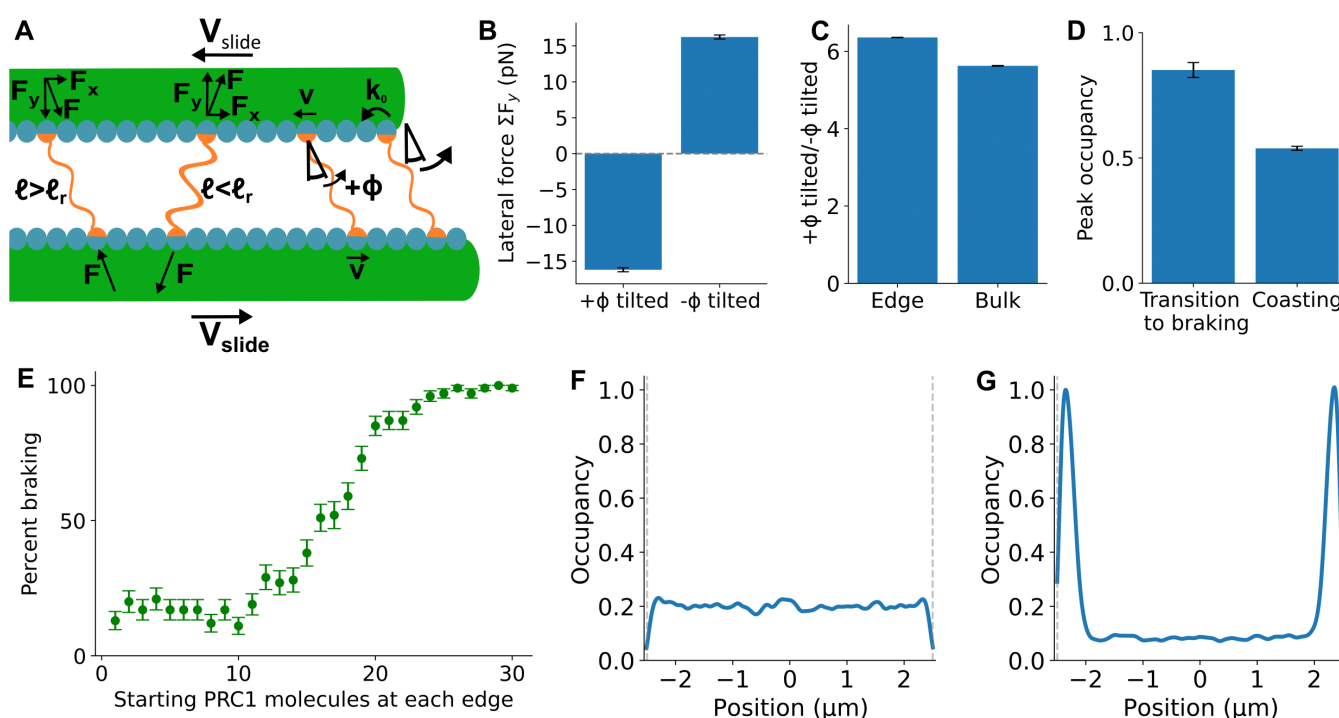 A
V slide
F_y F_x F
F_y F F_x
v
k_0
ℓ>ℓ_r
ℓ<ℓ_r
+ϕ
F
F
v
V slide
B
Lateral force ΣF_y (pN)
15
10
5
0
−5
−10
−15
+ϕ tilted -ϕ tilted
C
+ϕ tilted/-ϕ tilted
6
4
2
0
Edge Bulk
D
Peak occupancy
1.0
0.5
0.0
Transition Coasting
to braking
E
Percent braking
100
50
0
0 10 20 30
Starting PRC1 molecules at each edge
F
Occupancy
1.0
0.8
0.6
0.4
0.2
0.0
−2 −1 0 1 2
Position (μm)
G
Occupancy
1.0
0.8
0.6
0.4
0.2
0.0
−2 −1 0 1 2
Position (μm)